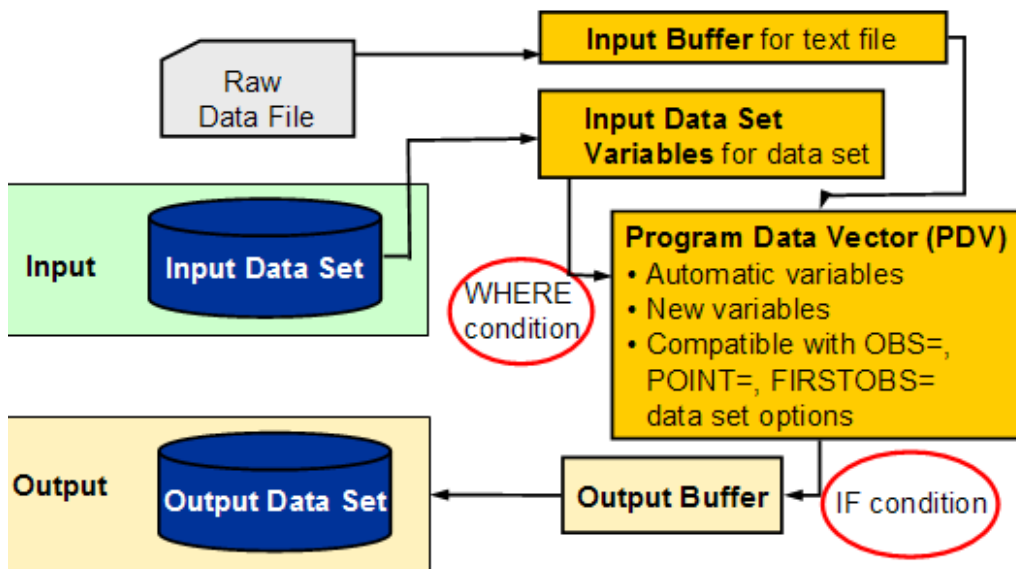 Input Buffer for text file
Raw
Data File
Input Data Set
Variables for data set
Input
Input Data Set
WHERE
condition
Program Data Vector (PDV)
• Automatic variables
• New variables
• Compatible with OBS=,
POINT=, FIRSTOBS=
data set options
Output
Output Data Set
Output Buffer
IF condition